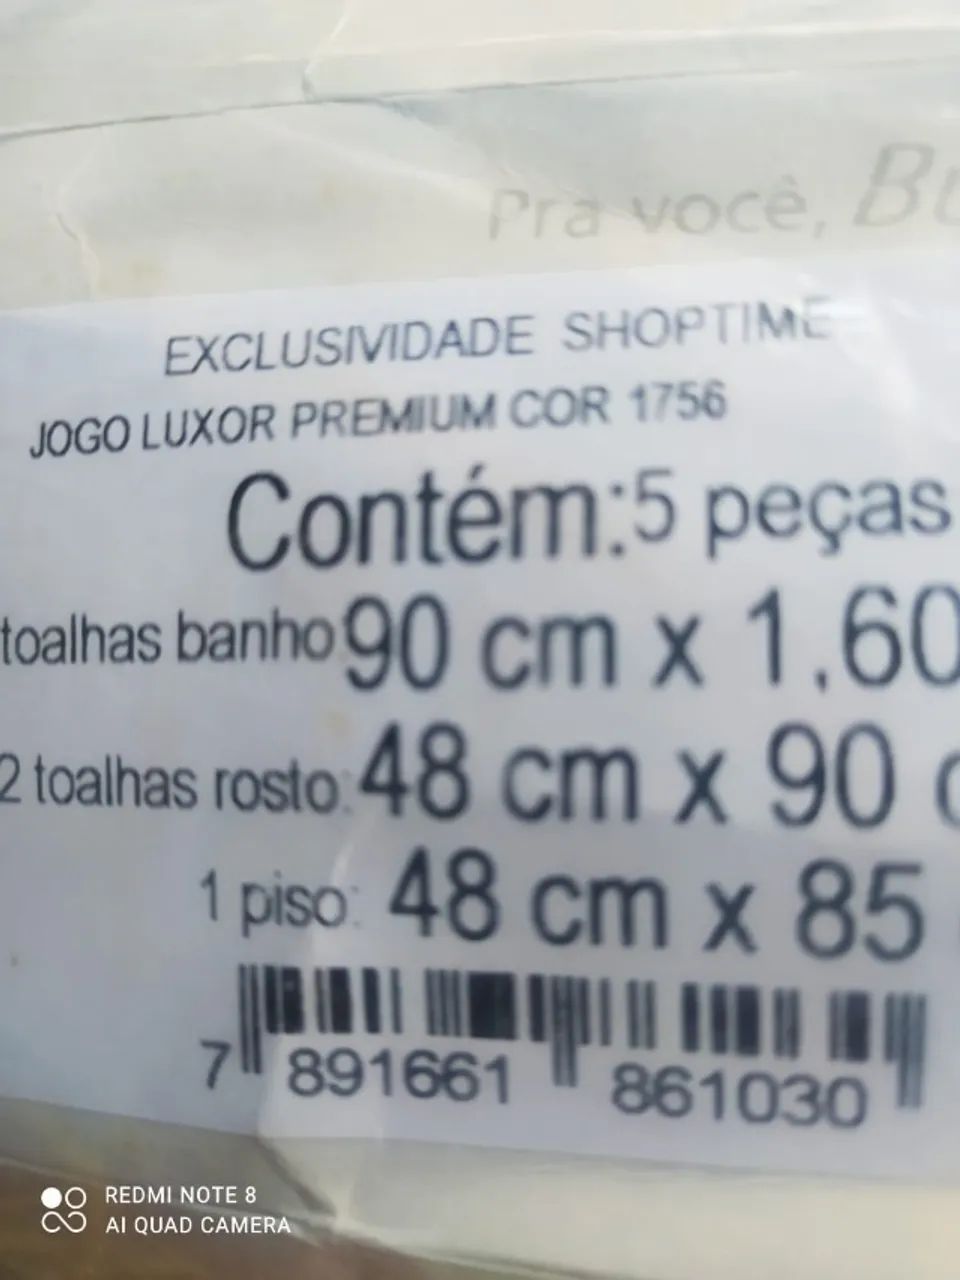 Pra você,
EXCLUSIVIDADE SHOPTIME
JOGO LUXOR PREMIUM COR 1756
Contém:5 peças
toalhas banho:90 cm x 1,60
2 toalhas rosto:48 cm x 90
1 piso: 48 cm x 85
7 891661 861030
REDMI NOTE 8
AI QUAD CAMERA